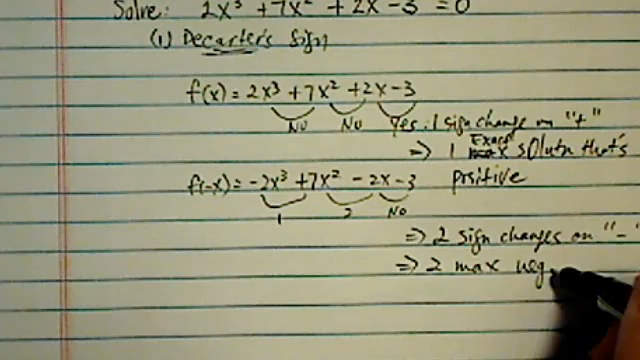 Solve: 2x³ + 7x² + 2x - 3 = 0
(1) Decarter's Sign
f(x) = 2x³ + 7x² + 2x - 3
NO NO Yes: 1 sign change on "+"
Exact
⇒ 1 solutn that's
f(-x) = -2x³ + 7x² - 2x - 3 positive
1 2 NO
⇒ 2 sign changes on "-"
⇒ 2 max neg